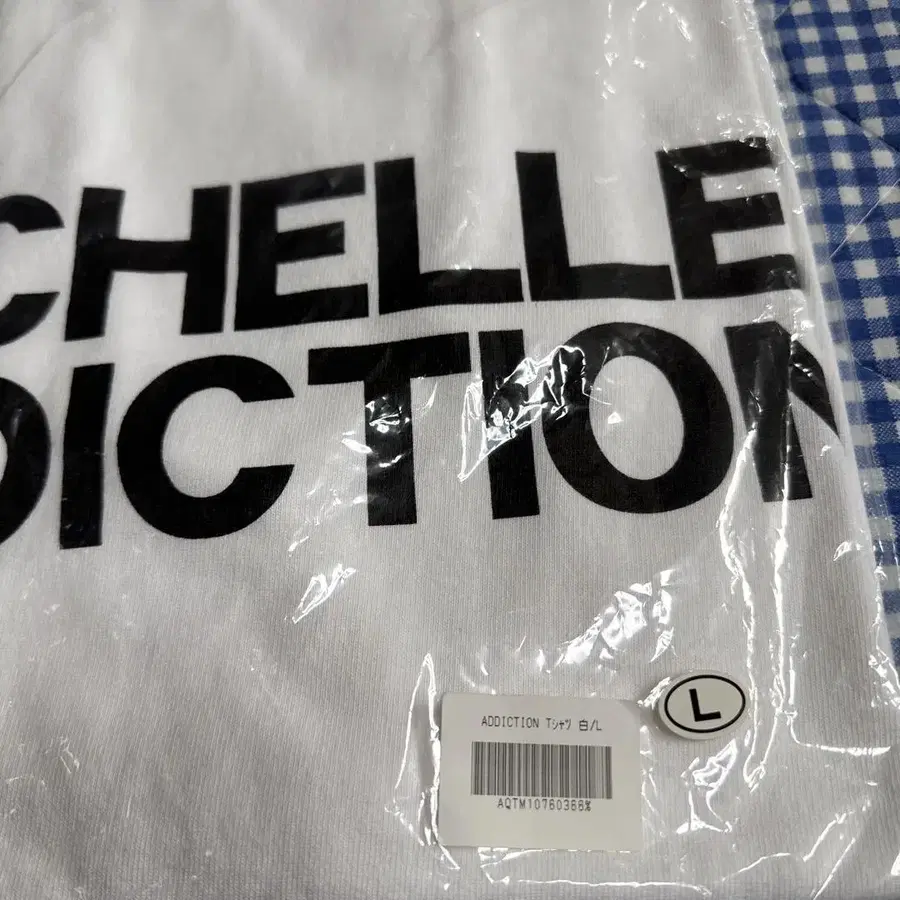 CHELLE
DICTION
L
ADDICTION Tシャツ 白/L
AQTM10760366%